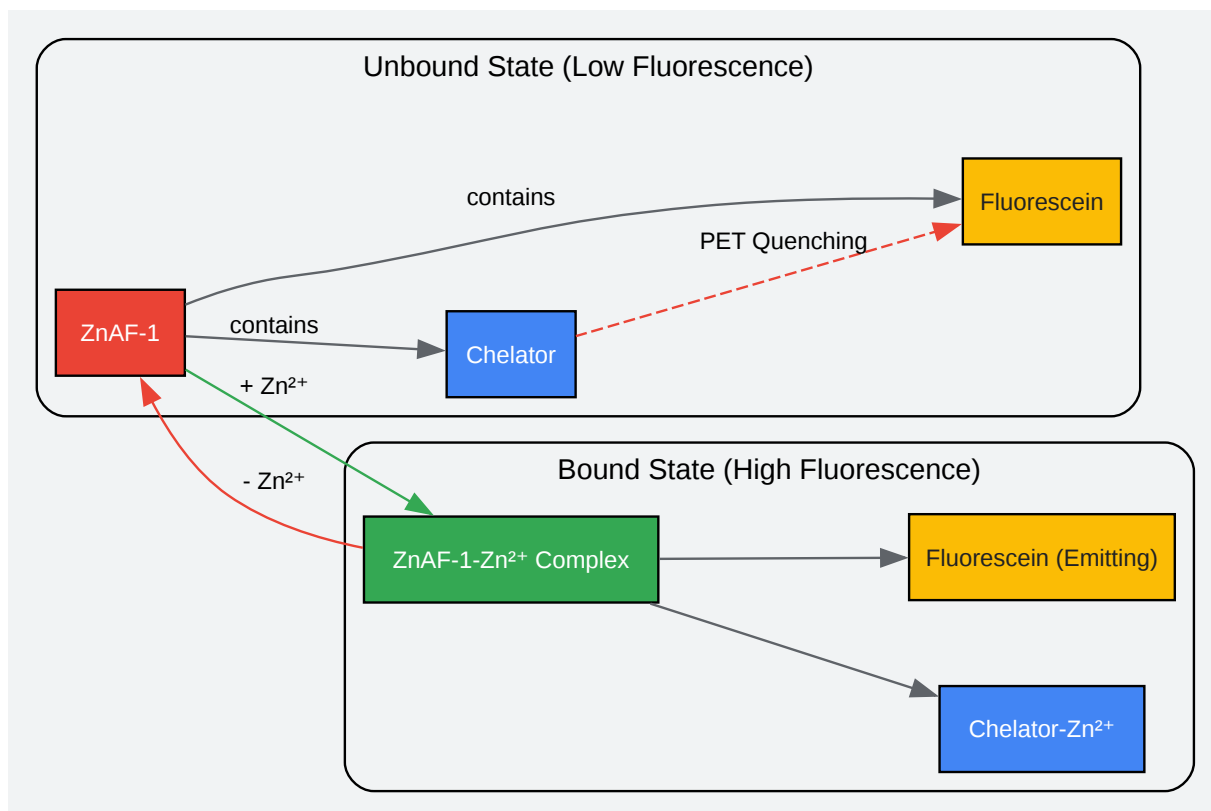 Unbound State (Low Fluorescence)
contains
Fluorescein
PET Quenching
ZnAF-1
contains
Chelator
+ Zn²⁺
- Zn²⁺
Bound State (High Fluorescence)
ZnAF-1-Zn²⁺ Complex
Fluorescein (Emitting)
Chelator-Zn²⁺